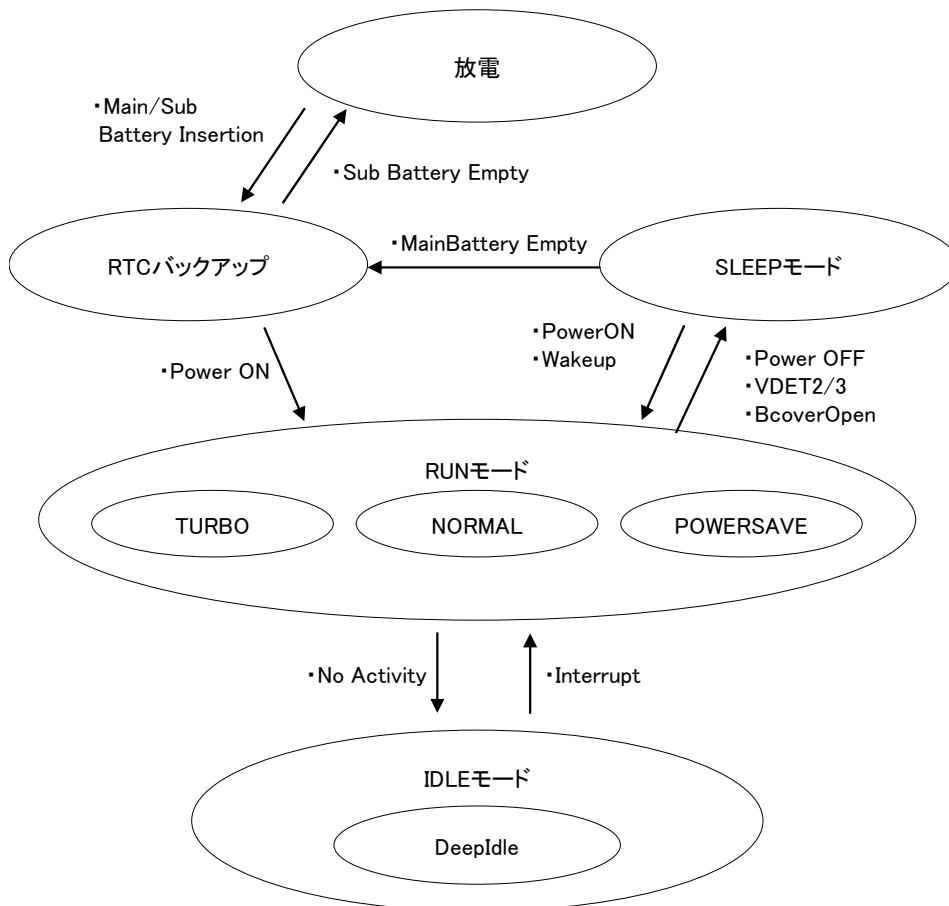 放電
・Main/Sub
Battery Insertion
・Sub Battery Empty
RTCバックアップ
・MainBattery Empty
SLEEPモード
・Power ON
・PowerON
・Wakeup
・Power OFF
・VDET2/3
・BcoverOpen
RUNモード
TURBO
NORMAL
POWERSAVE
・No Activity
・Interrupt
IDLEモード
DeepIdle